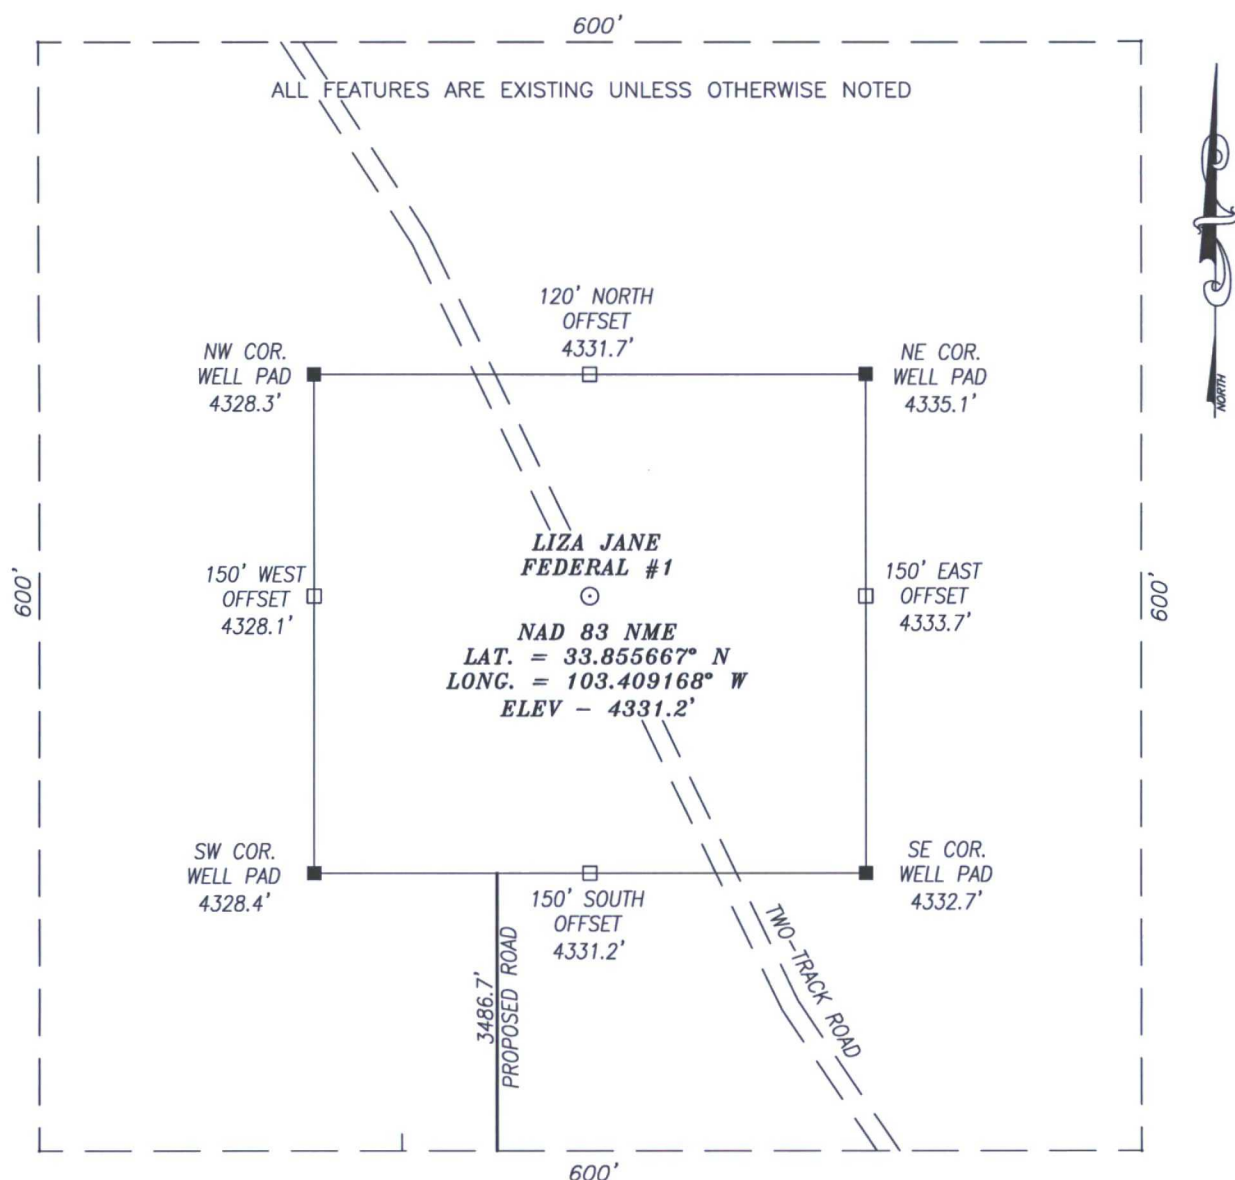 600'
ALL FEATURES ARE EXISTING UNLESS OTHERWISE NOTED
NORTH
120' NORTH
OFFSET
4331.7'
NW COR.
WELL PAD
4328.3'
NE COR.
WELL PAD
4335.1'
LIZA JANE
FEDERAL #1
600'
150' WEST
OFFSET
4328.1'
150' EAST
OFFSET
4333.7'
600'
NAD 83 NME
LAT. = 33.855667° N
LONG. = 103.409168° W
ELEV - 4331.2'
SW COR.
WELL PAD
4328.4'
SE COR.
WELL PAD
4332.7'
150' SOUTH
OFFSET
4331.2'
3486.7'
PROPOSED ROAD
TWO-TRACK ROAD
600'